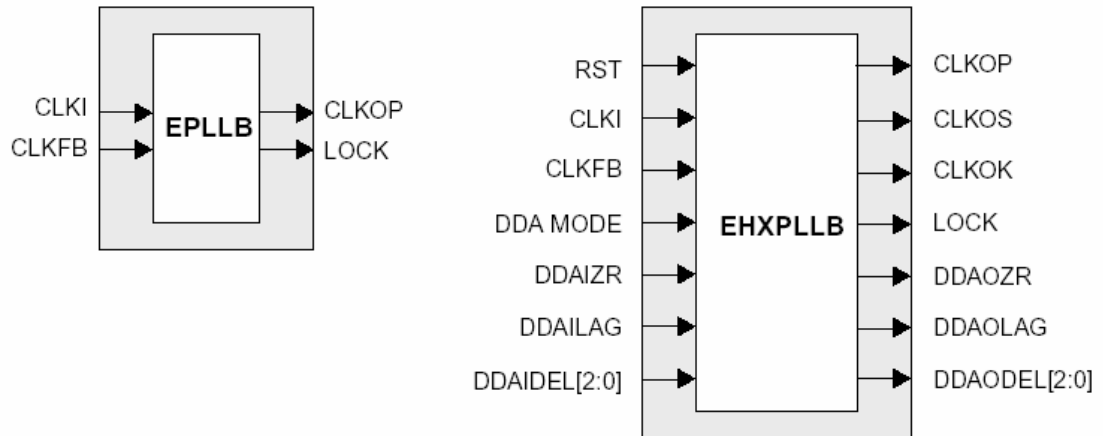 CLKI
CLKFB
EPLLB
CLKOP
LOCK
RST
CLKI
CLKFB
DDA MODE
DDAIZR
DDAILAG
DDAIDEL[2:0]
EHXPLLB
CLKOP
CLKOS
CLKOK
LOCK
DDAOZR
DDAOLAG
DDAODEL[2:0]